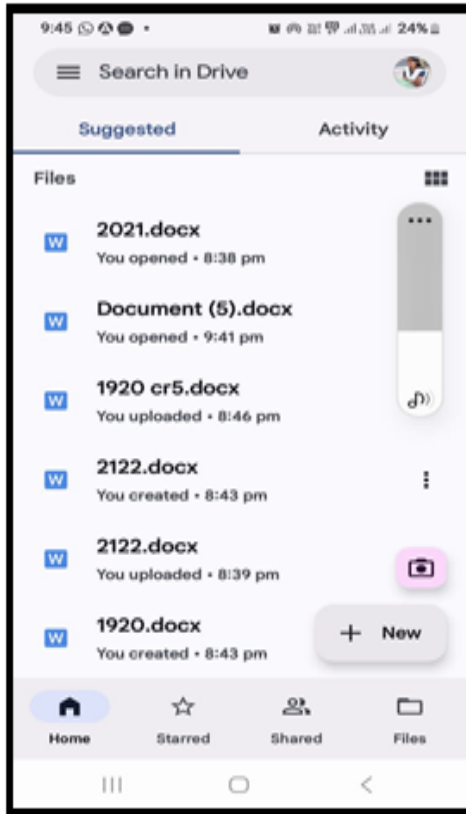 9:45 24%
Search in Drive
Suggested Activity
Files
2021.docx
You opened • 8:38 pm
Document (5).docx
You opened • 9:41 pm
1920 cr5.docx
You uploaded • 8:46 pm
2122.docx
You created • 8:43 pm
2122.docx
You uploaded • 8:39 pm
1920.docx
You created • 8:43 pm
+ New
Home Starred Shared Files